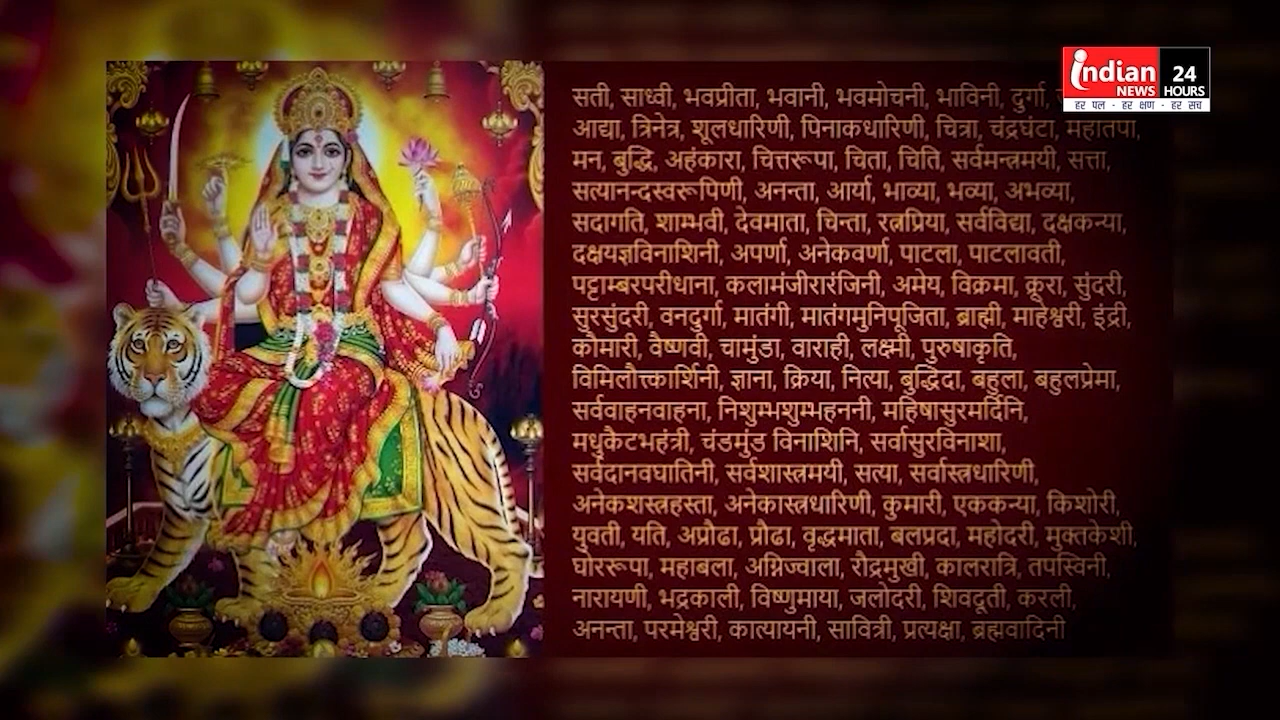 indian
NEWS
24
HOURS
हर पल - हर क्षण - हर सच
सती, साध्वी, भवप्रीता, भवानी, भवमोचनी, भाविनी, दुर्गा,
आद्या, त्रिनेत्र, शूलधारिणी, पिनाकधारिणी, चित्रा, चंद्रघंटा, महातपा,
मन, बुद्धि, अहंकारा, चित्तरूपा, चिता, चिति, सर्वमन्त्रमयी, सत्ता,
सत्यानन्दस्वरूपिणी, अनन्ता, आर्या, भाव्या, भव्या, अभव्या,
सदागति, शाम्भवी, देवमाता, चिन्ता, रत्नप्रिया, सर्वविद्या, दक्षकन्या,
दक्षयज्ञविनाशिनी, अपर्णा, अनेकवर्णा, पाटला, पाटलावती,
पट्टाम्बरपरीधाना, कलामंजीरारंजिनी, अमेय, विक्रमा, क्रूरा, सुंदरी,
सुरसुंदरी, वनदुर्गा, मातंगी, मातंगमुनिपूजिता, ब्राह्मी, माहेश्वरी, इंद्री,
कौमारी, वैष्णवी, चामुंडा, वाराही, लक्ष्मी, पुरुषाकृति,
विमिलौत्त्कार्शिनी, ज्ञाना, क्रिया, नित्या, बुद्धिदा, बहुला, बहुलप्रेमा,
सर्ववाहनवाहना, निशुम्भशुम्भहननी, महिषासुरमर्दिनि,
मधुकैटभहंत्री, चंडमुंड विनाशिनि, सर्वासुरविनाशा,
सर्वदानवघातिनी, सर्वशास्त्रमयी, सत्या, सर्वास्त्रधारिणी,
अनेकशस्त्रहस्ता, अनेकास्त्रधारिणी, कुमारी, एककन्या, किशोरी,
युवती, यति, अप्रौढा, प्रौढा, वृद्धमाता, बलप्रदा, महोदरी, मुक्तकेशी,
घोररूपा, महाबला, अग्निज्वाला, रौद्रमुखी, कालरात्रि, तपस्विनी,
नारायणी, भद्रकाली, विष्णुमाया, जलोदरी, शिवदूती, करली,
अनन्ता, परमेश्वरी, कात्यायनी, सावित्री, प्रत्यक्षा, ब्रह्मवादिनी